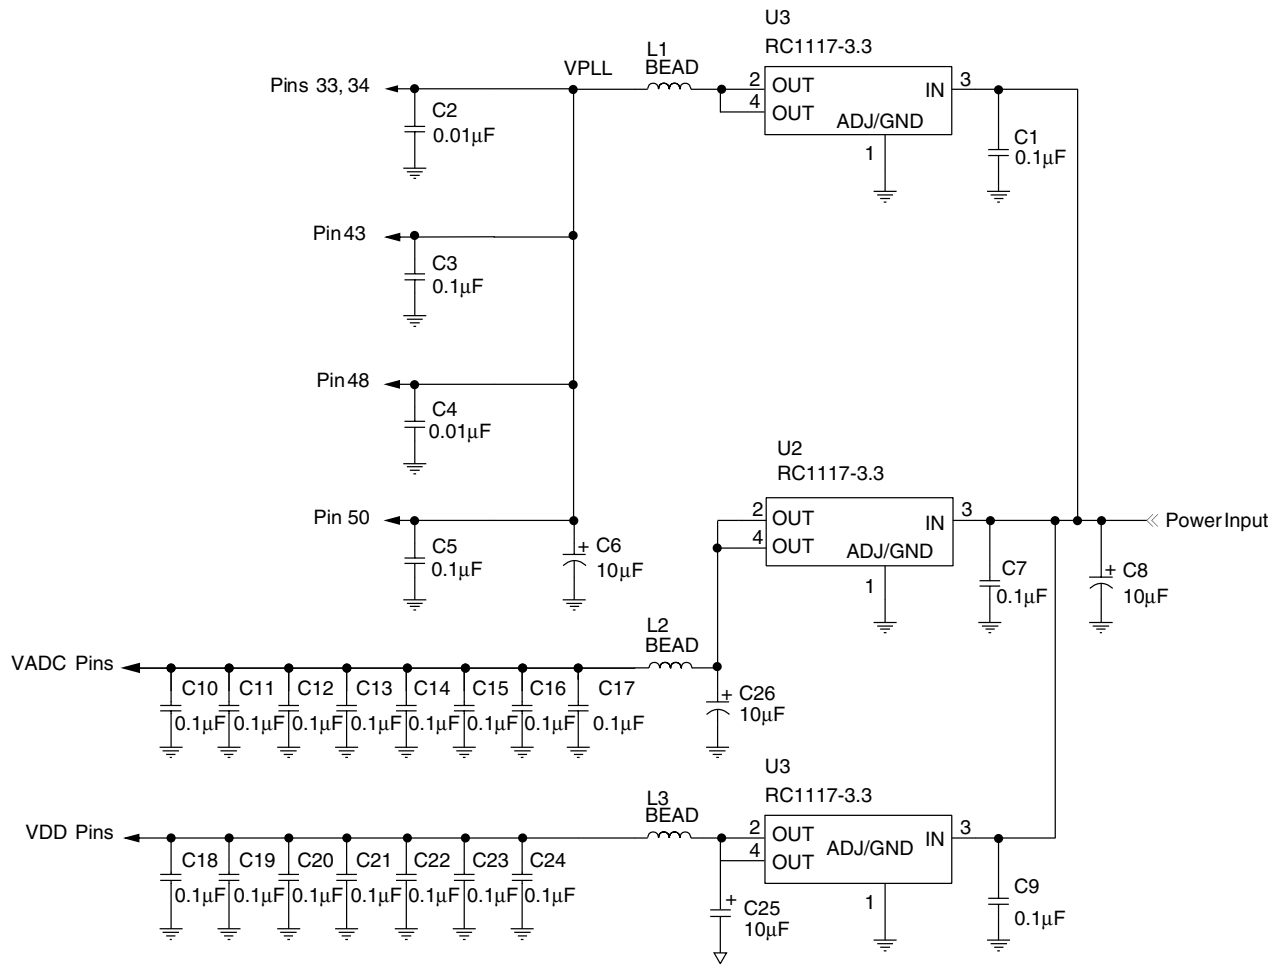 U3
RC1117-3.3
L1
BEAD
VPLL
Pins 33, 34
2
OUT
4
OUT
IN
3
ADJ/GND
1
C2
0.01µF
C1
0.1µF
Pin 43
C3
0.1µF
Pin 48
C4
0.01µF
U2
RC1117-3.3
Pin 50
2
OUT
4
OUT
IN
3
ADJ/GND
1
Power Input
C5
0.1µF
+
C6
10µF
C7
0.1µF
+
C8
10µF
L2
BEAD
VADC Pins
C10
C11
C12
C13
C14
C15
C16
C17
0.1µF
0.1µF
0.1µF
0.1µF
0.1µF
0.1µF
0.1µF
0.1µF
+
C26
10µF
U3
RC1117-3.3
L3
BEAD
VDD Pins
2
OUT
4
OUT
IN
3
ADJ/GND
1
C18
C19
C20
C21
C22
C23
C24
0.1µF
0.1µF
0.1µF
0.1µF
0.1µF
0.1µF
0.1µF
+
C25
10µF
C9
0.1µF